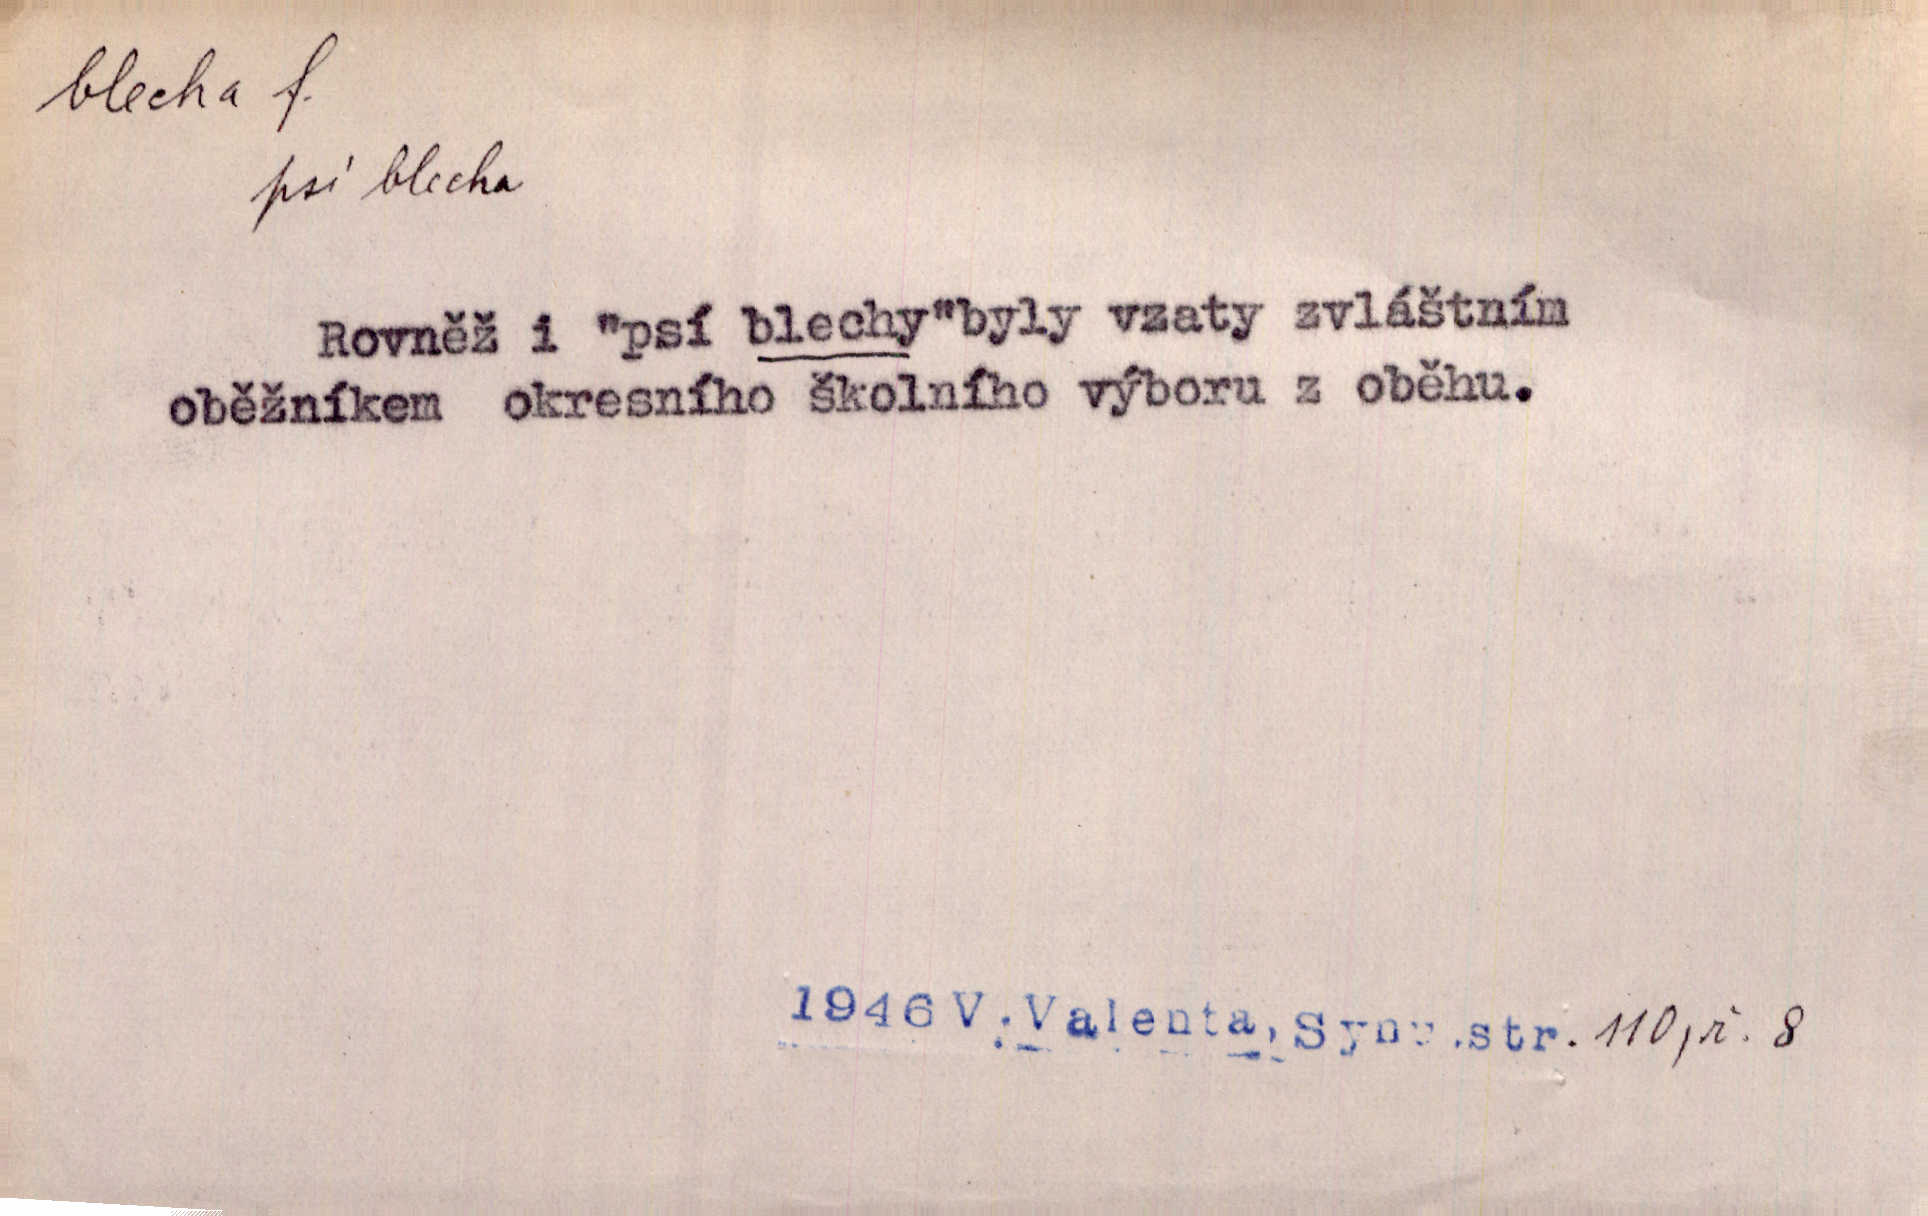 blecha f.
psí blecha
Rovněž i "psí blechy"byly vzaty zvláštním
oběžníkem okresního školního výboru z oběhu.
1946 V. Valenta, str. 110, ř. 8